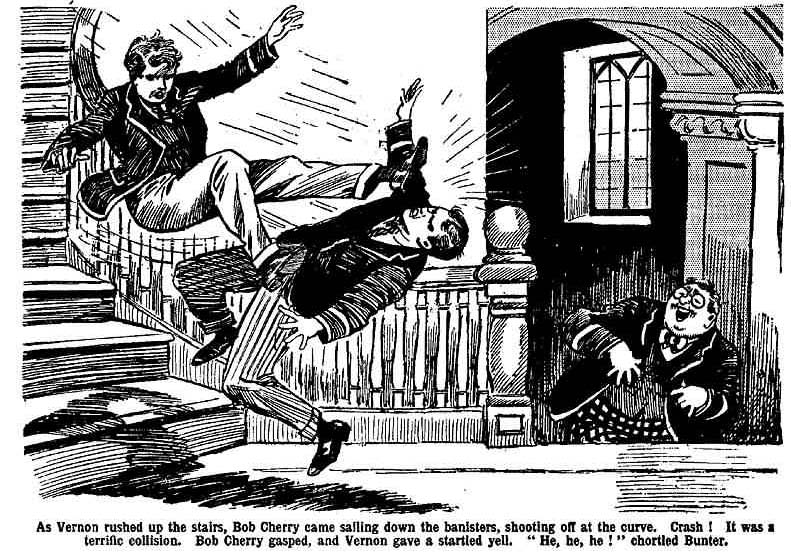 As Vernon rushed up the stairs, Bob Cherry came sailing down the banisters, shooting off at the curve. Crash ! It was a
terrific collision. Bob Cherry gasped, and Vernon gave a startled yell. " He, he, he ! " chortled Bunter.